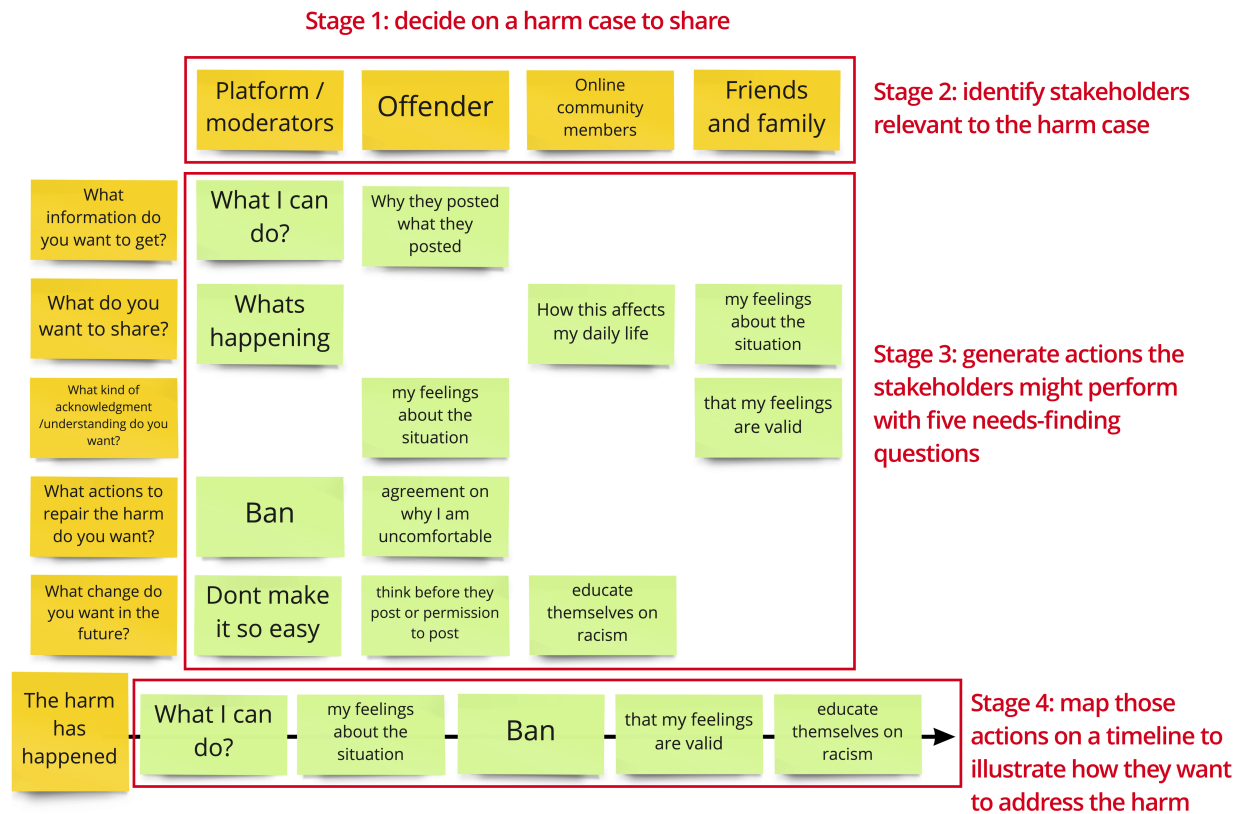 Stage 1: decide on a harm case to share
Platform /
moderators
Offender
Online
community
members
Friends
and family
Stage 2: identify stakeholders
relevant to the harm case
What
information do
you want to get?
What I can
do?
Why they posted
what they
posted
What do you
want to share?
Whats
happening
How this affects
my daily life
my feelings
about the
situation
Stage 3: generate actions the
stakeholders might perform
with five needs-finding
questions
What kind of
acknowledgment
/understanding do you
want?
my feelings
about the
situation
that my feelings
are valid
What actions to
repair the harm
do you want?
Ban
agreement on
why I am
uncomfortable
What change do
you want in the
future?
Dont make
it so easy
think before they
post or permission
to post
educate
themselves on
racism
The harm
has
happened
What I can
do?
my feelings
about the
situation
Ban
that my feelings
are valid
educate
themselves on
racism
Stage 4: map those
actions on a timeline to
illustrate how they want
to address the harm